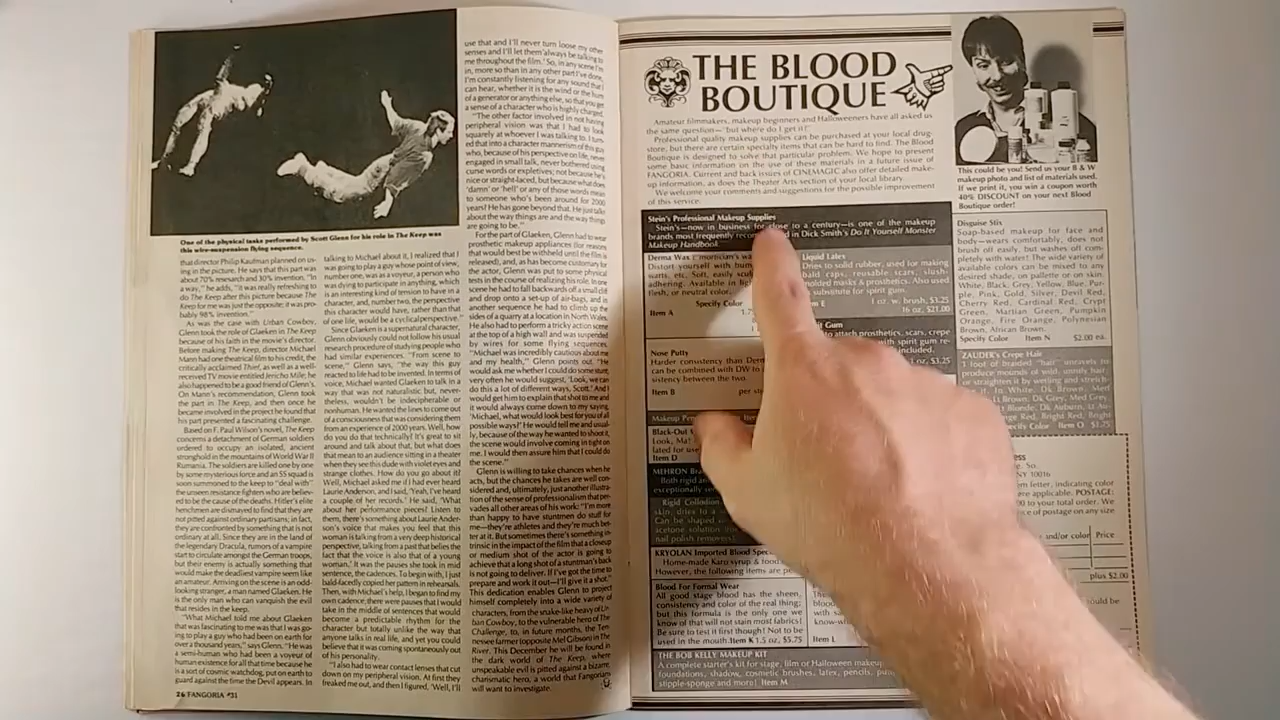 One of the physical tasks performed by Scott Glenn for his role in The Keep was
this wire-suspension flying sequence.
that director Philip Kaufman planned on us-
ing in the picture. He says that this part was
about 70% research and 30% invention. "In
a way," he adds, "it was really refreshing to
do The Keep after this picture because The
Keep for me was just the opposite; it was pro-
bably 98% invention."
As was the case with Urban Cowboy,
Glenn took the role of Glaeken in The Keep
because of his faith in the movie's director.
Before making The Keep, director Michael
Mann had one theatrical film to his credit, the
critically acclaimed Thief, as well as a well-
received TV movie entitled Jericho Mile; he
also happened to be a good friend of Glenn's.
On Mann's recommendation, Glenn took
the part in The Keep, and then once he
became involved in the project found that
his part presented a fascinating challenge.
Based on F. Paul Wilson's novel, The Keep
concerns a detachment of German soldiers
ordered to occupy an isolated, ancient
stronghold in the mountains of World War II
Rumania. The soldiers are killed one by one
by some mysterious force and an SS squad is
soon summoned to the keep to "deal with"
the unseen resistance fighters who are believ-
ed to be the cause of the deaths. Hitler's elite
henchmen are dismayed to find that they are
not pitted against ordinary partisans; in fact,
they are confronted by something that is not
ordinary at all. Since they are in the land of
the legendary Dracula, rumors of vampires
start to circulate amongst the German troops,
but their enemy is actually something that
would make the deadliest vampire seem like
an amateur. Arriving on the scene is an odd-
looking stranger, a man named Glaeken. He
is the only man who can vanquish the evil
that resides in the keep.
"What Michael told me about Glaeken
that was fascinating to me was that I was go-
ing to play a guy who had been on earth for
over a thousand years," says Glenn. "He was
a semi-human who had been a voyeur of
human existence for all that time because he
is a sort of cosmic watchdog, put on earth to
guard against the time the Devil appears. In
26 FANGORIA #31
talking to Michael about it, I realized that I
was going to play a guy whose point of view,
number one, was as a voyeur, a person who
was dying to participate in anything, which
is an interesting kind of tension to have in a
character, and, number two, the perspective
this character would have, rather than that
of one life, would be a cyclical perspective."
Since Glaeken is a supernatural character,
Glenn obviously could not follow his usual
research procedure of studying people who
had similar experiences. "From scene to
scene," Glenn says, "the way this guy
reacted to life had to be invented. In terms of
voice, Michael wanted Glaeken to talk in a
way that was not naturalistic but, never-
theless, wouldn't be indecipherable or
nonhuman. He wanted the lines to come out
of a consciousness that was considering them
from an experience of 2000 years. Well, how
do you do that technically? It's great to sit
around and talk about that, but what does
that mean to an audience sitting in a theater
when they see this dude with violet eyes and
strange clothes. How do you go about it?
Well, Michael asked me if I had ever heard
Laurie Anderson, and I said, 'Yeah, I've heard
a couple of her records.' He said, 'What
about her performance pieces? Listen to
them, there's something about Laurie Ander-
son's voice that makes you feel that this
woman is talking from a very deep historical
perspective, talking from a past that belies the
fact that the voice is also that of a young
woman.' It was the pauses she took in mid
sentence, the cadences. To begin with, I just
bald-facedly copied her pattern in rehearsals.
Then, with Michael's help, I began to find my
own cadence; there were pauses that I would
take in the middle of sentences that would
become a predictable rhythm for the
character but totally unlike the way that
anyone talks in real life, and yet you could
believe that it was coming spontaneously out
of his personality.
"I also had to wear contact lenses that cut
down on my peripheral vision. At first they
freaked me out, and then I figured, 'Well, I'll
use that and I'll never turn loose my other
senses and I'll let them always be talking to
me throughout the film.' So, in any scene I'm
in, more so than in any other part I've done,
I'm constantly listening for any sound that I
can hear, whether it is the wind or the hum
of a generator or anything else, so that you get
a sense of a character who is highly charged.
"The other factor involved in not having
peripheral vision was that I had to look
squarely at whoever I was talking to. I turn-
ed that into a character mannerism of this guy
who, because of his perspective on life, never
engaged in small talk, never bothered using
curse words or expletives; not because he's
nice or straight-laced, but because what does
'damn' or 'hell' or any of those words mean
to someone who's been around for 2000
years? He has gone beyond that. He just talks
about the way things are and the way things
are going to be."
For the part of Glaeken, Glenn had to wear
prosthetic makeup appliances (for reasons
that would best be withheld until the film is
released) and, as has become customary for
the actor, Glenn was put to some physical
tests in the course of realizing his role. In one
scene he had to fall backwards off a small cliff
and drop onto a set-up of air-bags, and in
another sequence he had to climb up the
sides of a quarry at a location in North Wales.
He also had to perform a tricky action scene
at the top of a high wall and was suspended
by wires for some flying sequences.
"Michael was incredibly cautious about me
and my health," Glenn points out. "He
would ask me whether I could do some stunt,
very often he would suggest, 'Look, we can
do this a lot of different ways, Scott.' And I
would get him to explain that shot to me and
it would always come down to my saying,
'Michael, what would look best for you of all
possible ways?' He would tell me and usual-
ly, because of the way he wanted to shoot it,
the scene would involve coming in tight on
me. I would then assure him that I could do
the scene."
Glenn is willing to take chances when he
acts, but the chances he takes are well con-
sidered and, ultimately, just another illustra-
tion of the sense of professionalism that per-
vades all other areas of his work: "I'm more
than happy to have stuntmen do stuff for
me—they're athletes and they're much bet-
ter at it. But sometimes there's something in-
trinsic in the impact of the film that a closeup
or medium shot of the actor is going to
achieve that a long shot of a stuntman's back
is not going to deliver. If I've got the time to
prepare and work it out—I'll give it a shot."
This dedication enables Glenn to project
himself completely into a wide variety of
characters, from the snake-like heavy of Ur-
ban Cowboy, to the vulnerable hero of The
Challenge, to, in future months, the Ten-
nessee farmer (opposite Mel Gibson) in The
River. This December he will be found in
the dark world of The Keep, where
unspeakable evil is pitted against a bizarre,
charismatic hero, a world that Fangorians
will want to investigate.
THE BLOOD
BOUTIQUE
Amateur filmmakers, makeup beginners and Halloweeners have all asked us
the same question—'but where do I get it?'
Professional quality makeup supplies can be purchased at your local drug-
store, but there are certain specialty items that can be hard to find. The Blood
Boutique is designed to solve that particular problem. We hope to present
some basic information on the use of these materials in a future issue of
FANGORIA. Current and back issues of CINEMAGIC also offer detailed make-
up information, as does the Theater Arts section of your local library.
We welcome your comments and suggestions for the possible improvement
of this service.
This could be you! Send us your B & W
makeup photo and list of materials used.
If we print it, you win a coupon worth
40% DISCOUNT on your next Blood
Boutique order!
Stein's Professional Makeup Supplies
Stein's—now in business for close to a century—is one of the makeup
brands most frequently recom d in Dick Smith's Do It Yourself Monster
Makeup Handbook.
Derma Wax mortician's wa
Distort yourself with bum
warts, etc. Soft, easily scul
adhering. Available in ligh
flesh, or neutral color.
Specify Color
Item A
1.7
Liquid Latex
Dries to solid rubber, used for making
bald caps, reusable scars, slush-
molded masks & prosthetics. Also used
substitute for spirit gum.
E
1 oz. w. brush, $3.25
16 oz, $21.00
it Gum
to attach prosthetics, scars, crepe
with spirit gum re-
included.
oz, $3.25
Nose Putty
Harder consistency than Derm
can be combined with DW to
sistency between the two.
Item B
per st
Makeup Pen
Black-Out
Look, Ma!
lated for use
Item D
MEHRON
Both rigid an
exceptionally
Rigid Collodion
skin, dries to a
Can be shaped
acetone solution
nail polish remover).
KRYOLAN Imported Blood Spec
Home-made Karo syrup & food
However, the following items are
Blood For Formal Wear
All good stage blood has the sheen,
consistency and color of the real thing;
but this formula is the only one we
know of that will not stain most fabrics!
Be sure to test it first though! Not to be
used in the mouth. Item K 1.5 oz, $5.75
Item L
THE BOB KELLY MAKEUP KIT
A complete starter's kit for stage, film or Halloween makeup
foundations, shadow, cosmetic brushes, latex, pencils,
stipple-sponge and more! Item M
Disguise Stix
Soap-based makeup for face and
body—wears comfortably, does not
brush off easily, but washes off com-
pletely with water! The wide variety of
available colors can be mixed to any
desired shade, on pallette or on skin.
White, Black, Grey, Yellow, Blue, Pur-
ple, Pink, Gold, Silver, Devil Red,
Cherry Red, Cardinal Red, Crypt
Green, Martian Green, Pumpkin
Orange, Fire Orange, Polynesian
Brown, African Brown.
Specify Color Item N $2.00 ea.
ZAUDER'S Crepe Hair
1 foot of braided "hair" unravels to
produce mounds of wild, unruly hair,
or straighten it by wetting and stretch-
it. In White, Dk Brown, Med
Lt Brown, Dk Grey, Med Grey,
Lt Blonde, Dk Auburn, Lt Au-
Orange Red, Bright Red, Bright
Specify Color Item O $1.25
NY 10016
letter, indicating color
re applicable. POSTAGE:
to your total order. We
ce of postage on any size
and/or color Price
plus $2.00